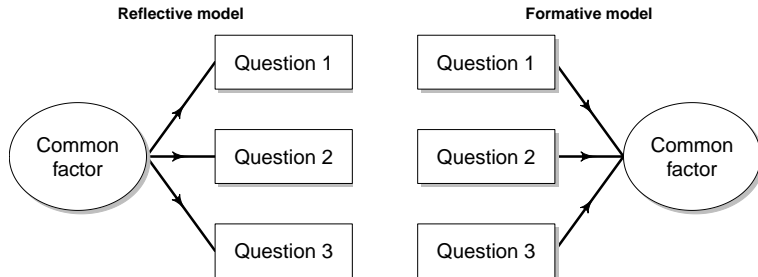 Reflective model
Question 1
Common
factor
Question 2
Question 3
Formative model
Question 1
Question 2
Common
factor
Question 3